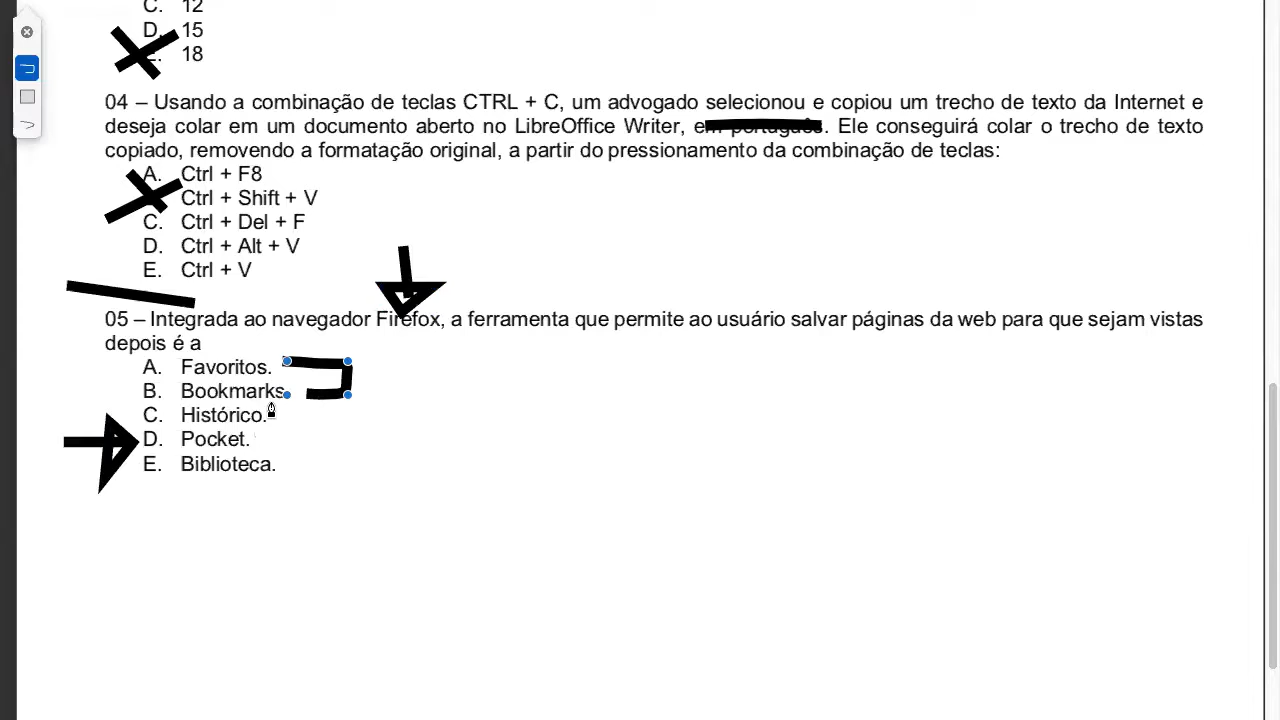 C. 12
D. 15
E. 18
04 – Usando a combinação de teclas CTRL + C, um advogado selecionou e copiou um trecho de texto da Internet e
deseja colar em um documento aberto no LibreOffice Writer, em português. Ele conseguirá colar o trecho de texto
copiado, removendo a formatação original, a partir do pressionamento da combinação de teclas:
A. Ctrl + F8
Ctrl + Shift + V
C. Ctrl + Del + F
D. Ctrl + Alt + V
E. Ctrl + V
05 – Integrada ao navegador Firefox, a ferramenta que permite ao usuário salvar páginas da web para que sejam vistas
depois é a
A. Favoritos.
B. Bookmarks
C. Histórico.
D. Pocket.
E. Biblioteca.